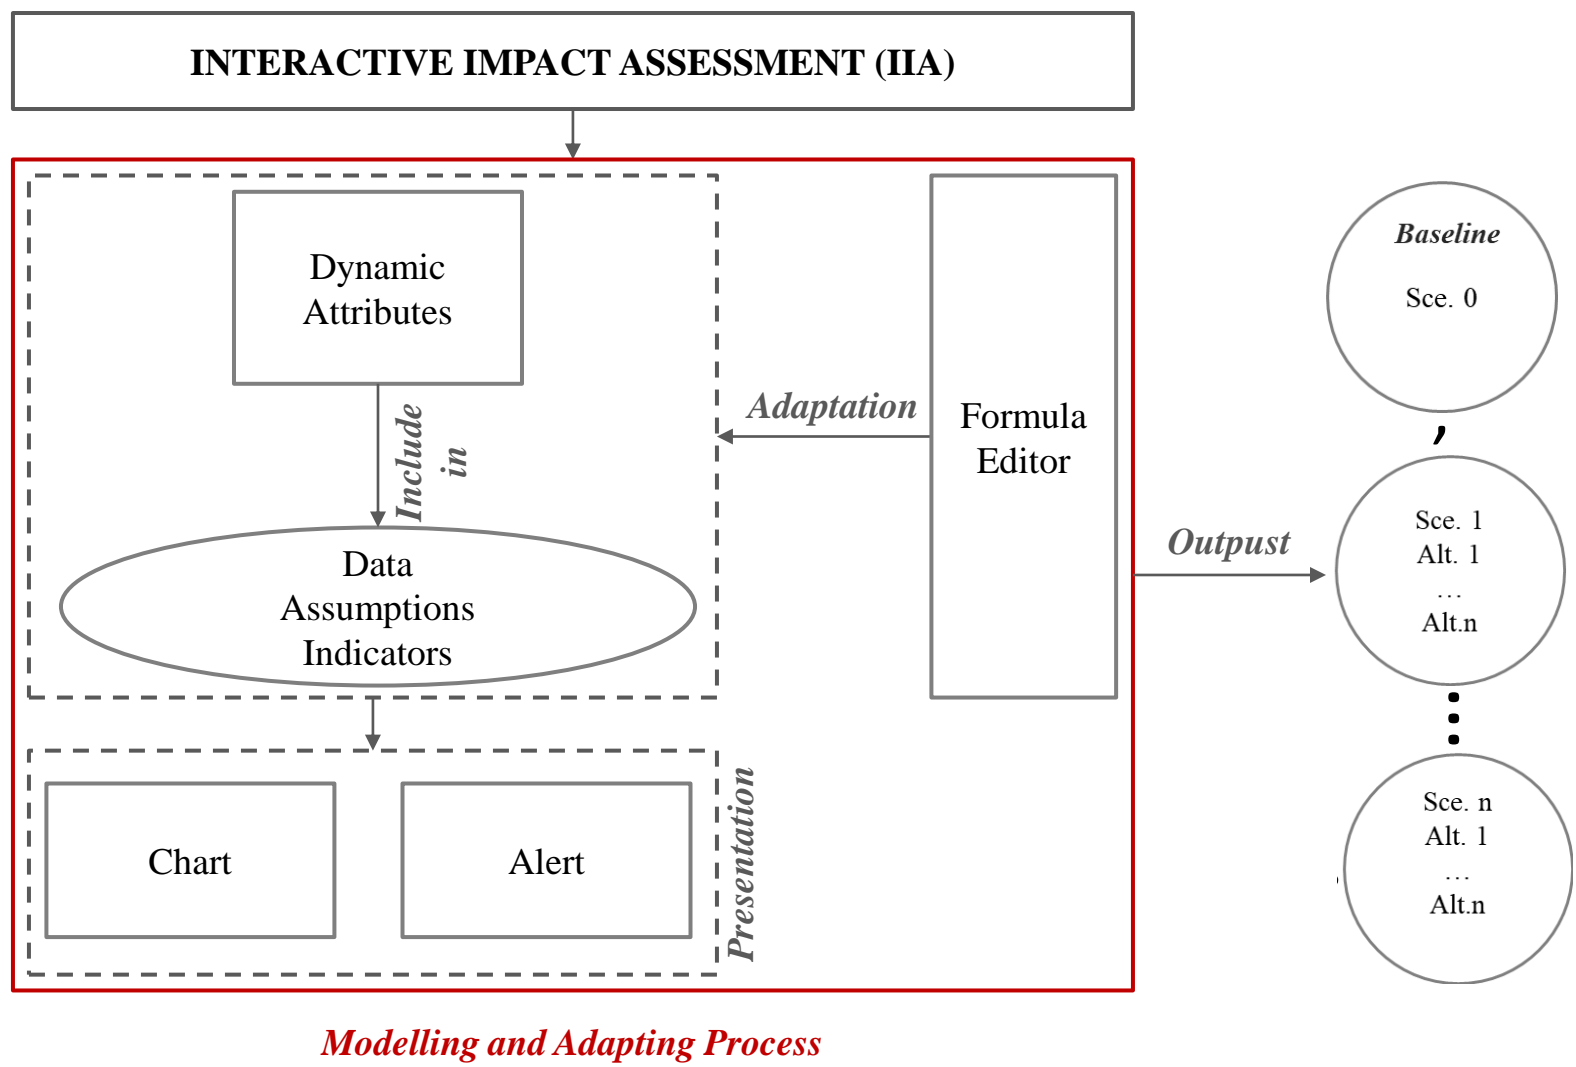 INTERACTIVE IMPACT ASSESSMENT (IIA)
Dynamic
Attributes
Include
in
Data
Assumptions
Indicators
Adaptation
Formula
Editor
Chart
Alert
Presentation
Outpust
Baseline
Sce. 0
,
Sce. 1
Alt. 1
...
Alt.n
Sce. n
Alt. 1
...
Alt.n
Modelling and Adapting Process